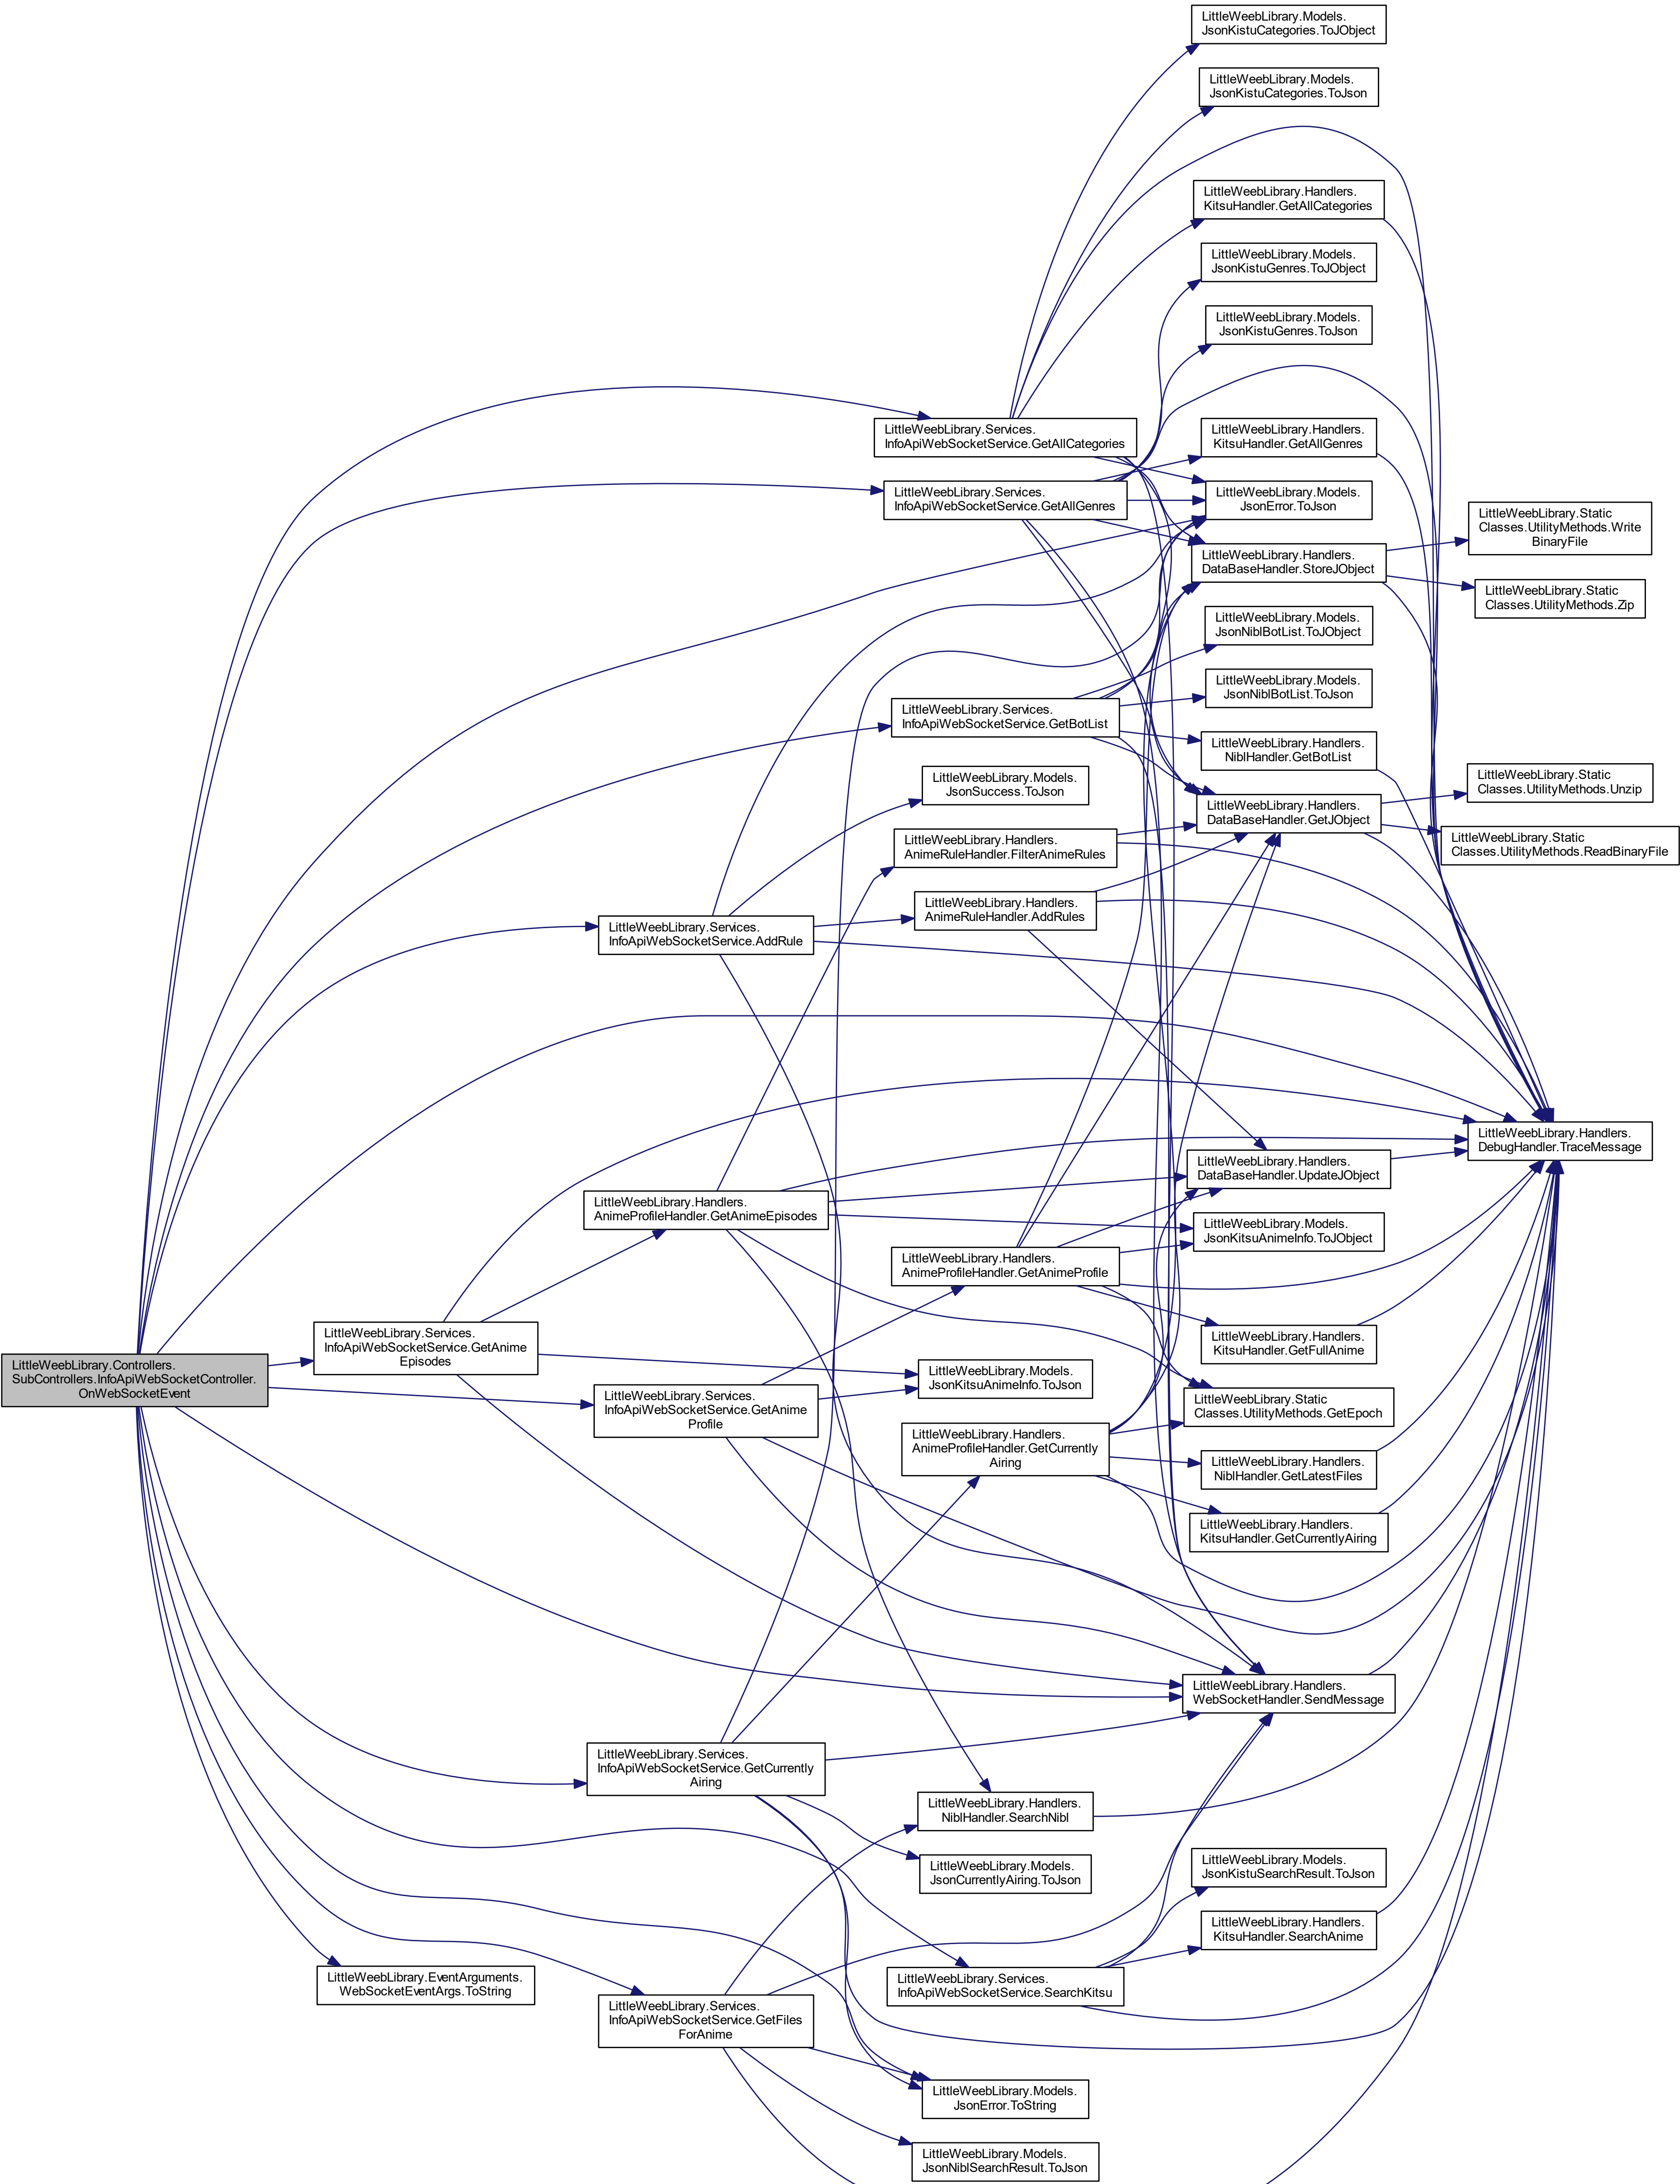 LittleWeebLibrary.Models.
JsonKistuCategories.ToJObject
LittleWeebLibrary.Models.
JsonKistuCategories.ToJson
LittleWeebLibrary.Handlers.
KitsuHandler.GetAllCategories
LittleWeebLibrary.Models.
JsonKistuGenres.ToJObject
LittleWeebLibrary.Models.
JsonKistuGenres.ToJson
LittleWeebLibrary.Services.
InfoApiWebSocketService.GetAllCategories
LittleWeebLibrary.Handlers.
KitsuHandler.GetAllGenres
LittleWeebLibrary.Services.
InfoApiWebSocketService.GetAllGenres
LittleWeebLibrary.Models.
JsonError.ToJson
LittleWeebLibrary.Static
Classes.UtilityMethods.Write
BinaryFile
LittleWeebLibrary.Handlers.
DataBaseHandler.StoreJObject
LittleWeebLibrary.Static
Classes.UtilityMethods.Zip
LittleWeebLibrary.Models.
JsonNiblBotList.ToJObject
LittleWeebLibrary.Models.
JsonNiblBotList.ToJson
LittleWeebLibrary.Services.
InfoApiWebSocketService.GetBotList
LittleWeebLibrary.Handlers.
NiblHandler.GetBotList
LittleWeebLibrary.Models.
JsonSuccess.ToJson
LittleWeebLibrary.Static
Classes.UtilityMethods.Unzip
LittleWeebLibrary.Handlers.
DataBaseHandler.GetJObject
LittleWeebLibrary.Handlers.
AnimeRuleHandler.FilterAnimeRules
LittleWeebLibrary.Static
Classes.UtilityMethods.ReadBinaryFile
LittleWeebLibrary.Handlers.
AnimeRuleHandler.AddRules
LittleWeebLibrary.Services.
InfoApiWebSocketService.AddRule
LittleWeebLibrary.Handlers.
DebugHandler.TraceMessage
LittleWeebLibrary.Handlers.
DataBaseHandler.UpdateJObject
LittleWeebLibrary.Handlers.
AnimeProfileHandler.GetAnimeEpisodes
LittleWeebLibrary.Models.
JsonKitsuAnimeInfo.ToJObject
LittleWeebLibrary.Handlers.
AnimeProfileHandler.GetAnimeProfile
LittleWeebLibrary.Services.
InfoApiWebSocketService.GetAnime
Episodes
LittleWeebLibrary.Handlers.
KitsuHandler.GetFullAnime
LittleWeebLibrary.Controllers.
SubControllers.InfoApiWebSocketController.
OnWebSocketEvent
LittleWeebLibrary.Models.
JsonKitsuAnimeInfo.ToJson
LittleWeebLibrary.Services.
InfoApiWebSocketService.GetAnime
Profile
LittleWeebLibrary.Static
Classes.UtilityMethods.GetEpoch
LittleWeebLibrary.Handlers.
AnimeProfileHandler.GetCurrently
Airing
LittleWeebLibrary.Handlers.
NiblHandler.GetLatestFiles
LittleWeebLibrary.Handlers.
KitsuHandler.GetCurrentlyAiring
LittleWeebLibrary.Handlers.
WebSocketHandler.SendMessage
LittleWeebLibrary.Services.
InfoApiWebSocketService.GetCurrently
Airing
LittleWeebLibrary.Handlers.
NiblHandler.SearchNibl
LittleWeebLibrary.Models.
JsonCurrentlyAiring.ToJson
LittleWeebLibrary.Models.
JsonKistuSearchResult.ToJson
LittleWeebLibrary.Handlers.
KitsuHandler.SearchAnime
LittleWeebLibrary.EventArguments.
WebSocketEventArgs.ToString
LittleWeebLibrary.Services.
InfoApiWebSocketService.SearchKitsu
LittleWeebLibrary.Services.
InfoApiWebSocketService.GetFiles
ForAnime
LittleWeebLibrary.Models.
JsonError.ToString
LittleWeebLibrary.Models.
JsonNiblSearchResult.ToJson